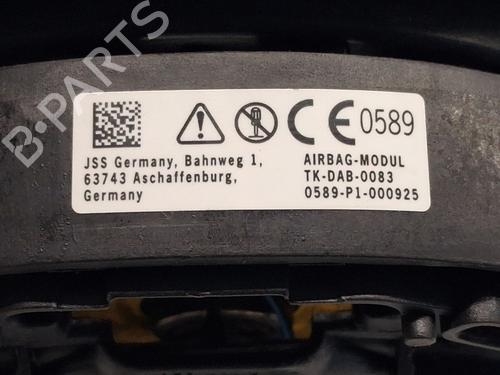 B-PARTS
CE 0589
JSS Germany, Bahnweg 1,
63743 Aschaffenburg,
Germany
AIRBAG-MODUL
TK-DAB-0083
0589-P1-000925